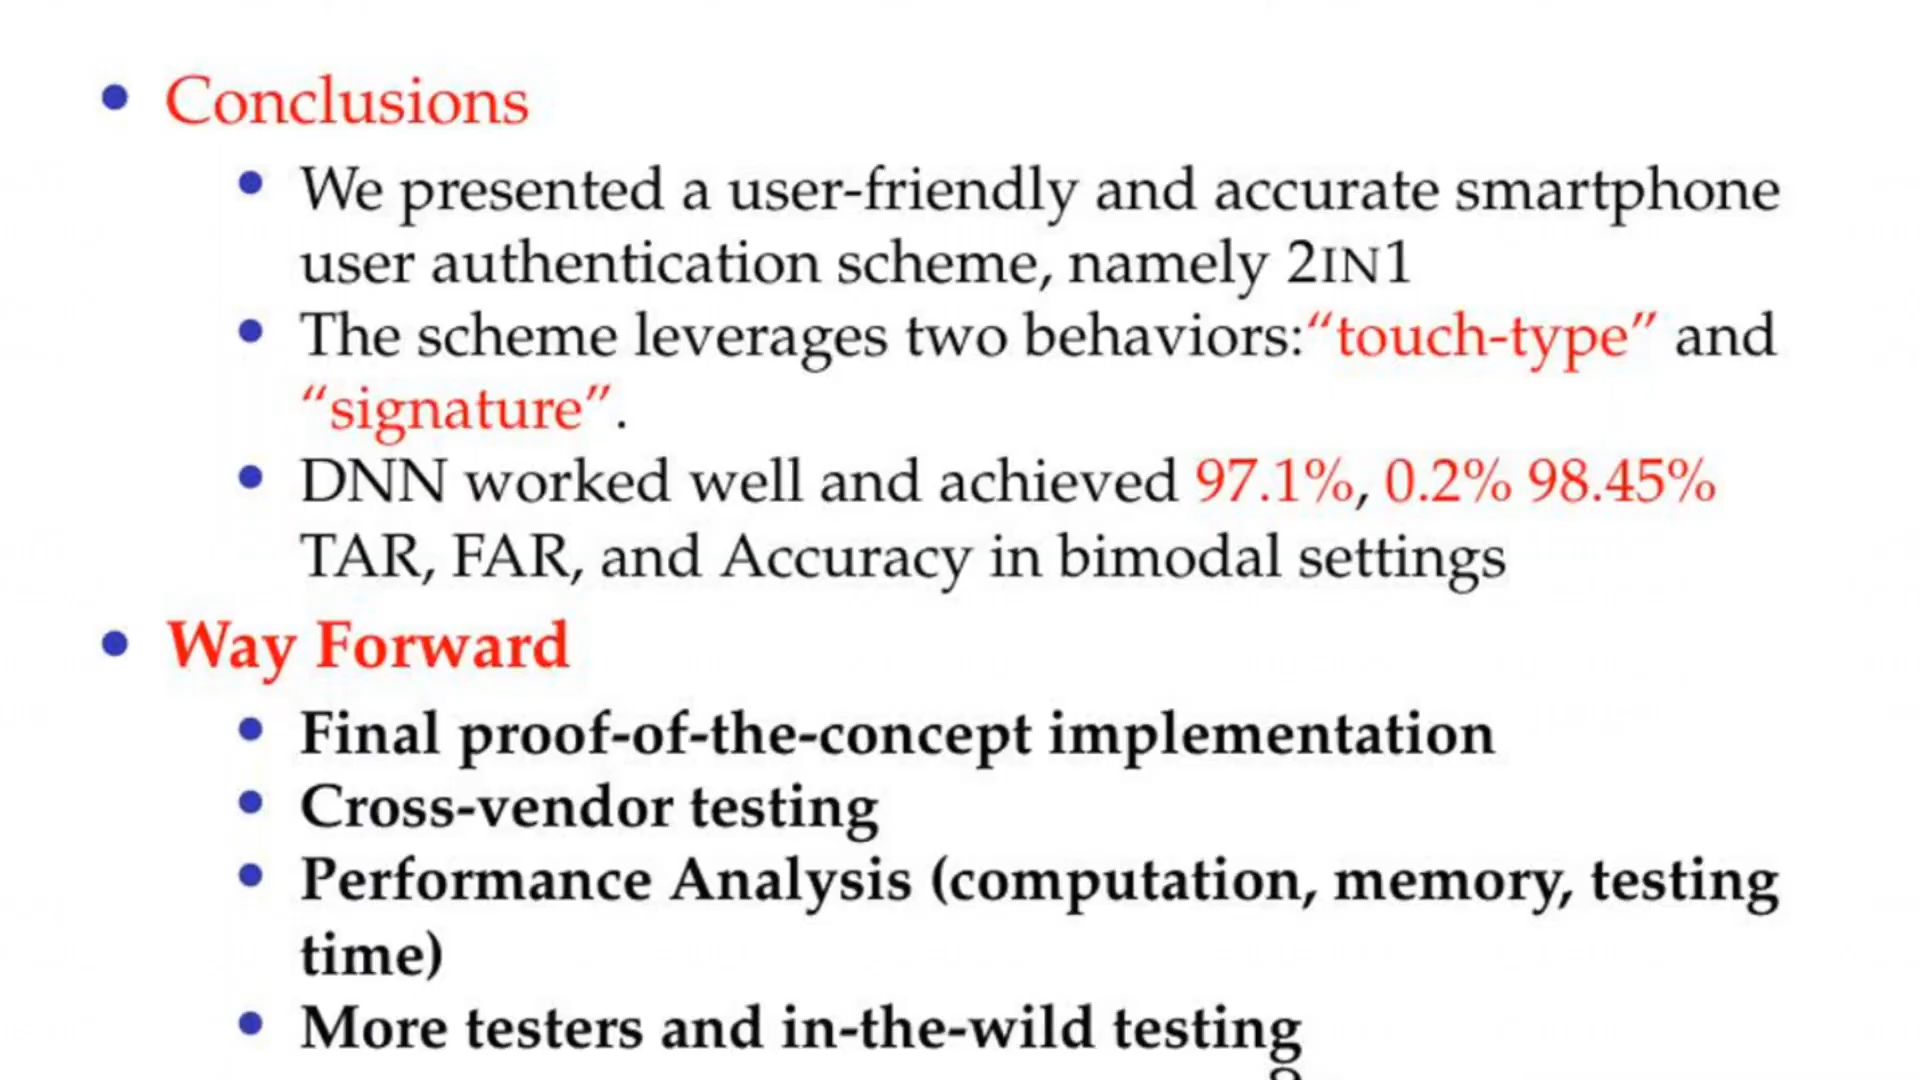 • Conclusions
• We presented a user-friendly and accurate smartphone
user authentication scheme, namely 2IN1
• The scheme leverages two behaviors:“touch-type” and
“signature”.
• DNN worked well and achieved 97.1%, 0.2% 98.45%
TAR, FAR, and Accuracy in bimodal settings
• Way Forward
• Final proof-of-the-concept implementation
• Cross-vendor testing
• Performance Analysis (computation, memory, testing
time)
• More testers and in-the-wild testing